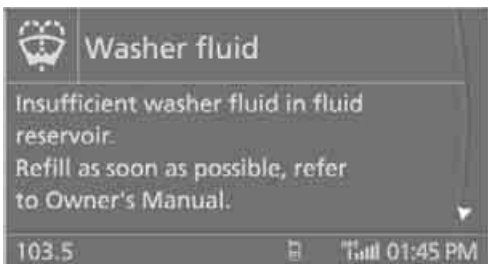 Washer fluid
Insufficient washer fluid in fluid
reservoir.
Refill as soon as possible, refer
to Owner's Manual.
103.5 01:45 PM